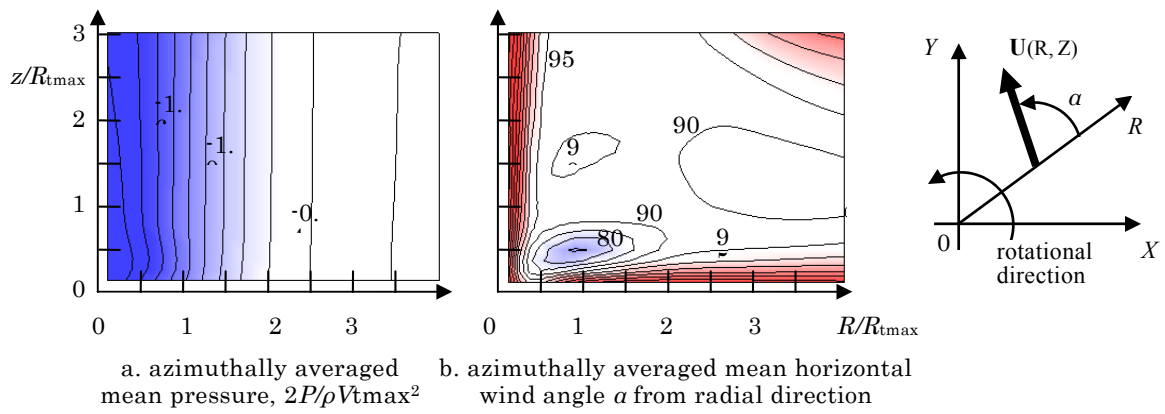 3
2
1
0
z/Rtmax
-1.
-1.
-0.
0
1
2
3
a. azimuthally averaged
mean pressure, 2P/ρVtmax²
95
90
9
90
80
9
0
1
2
3
R/Rtmax
b. azimuthally averaged mean horizontal
wind angle α from radial direction
Y
U(R, Z)
α
R
0
X
rotational
direction